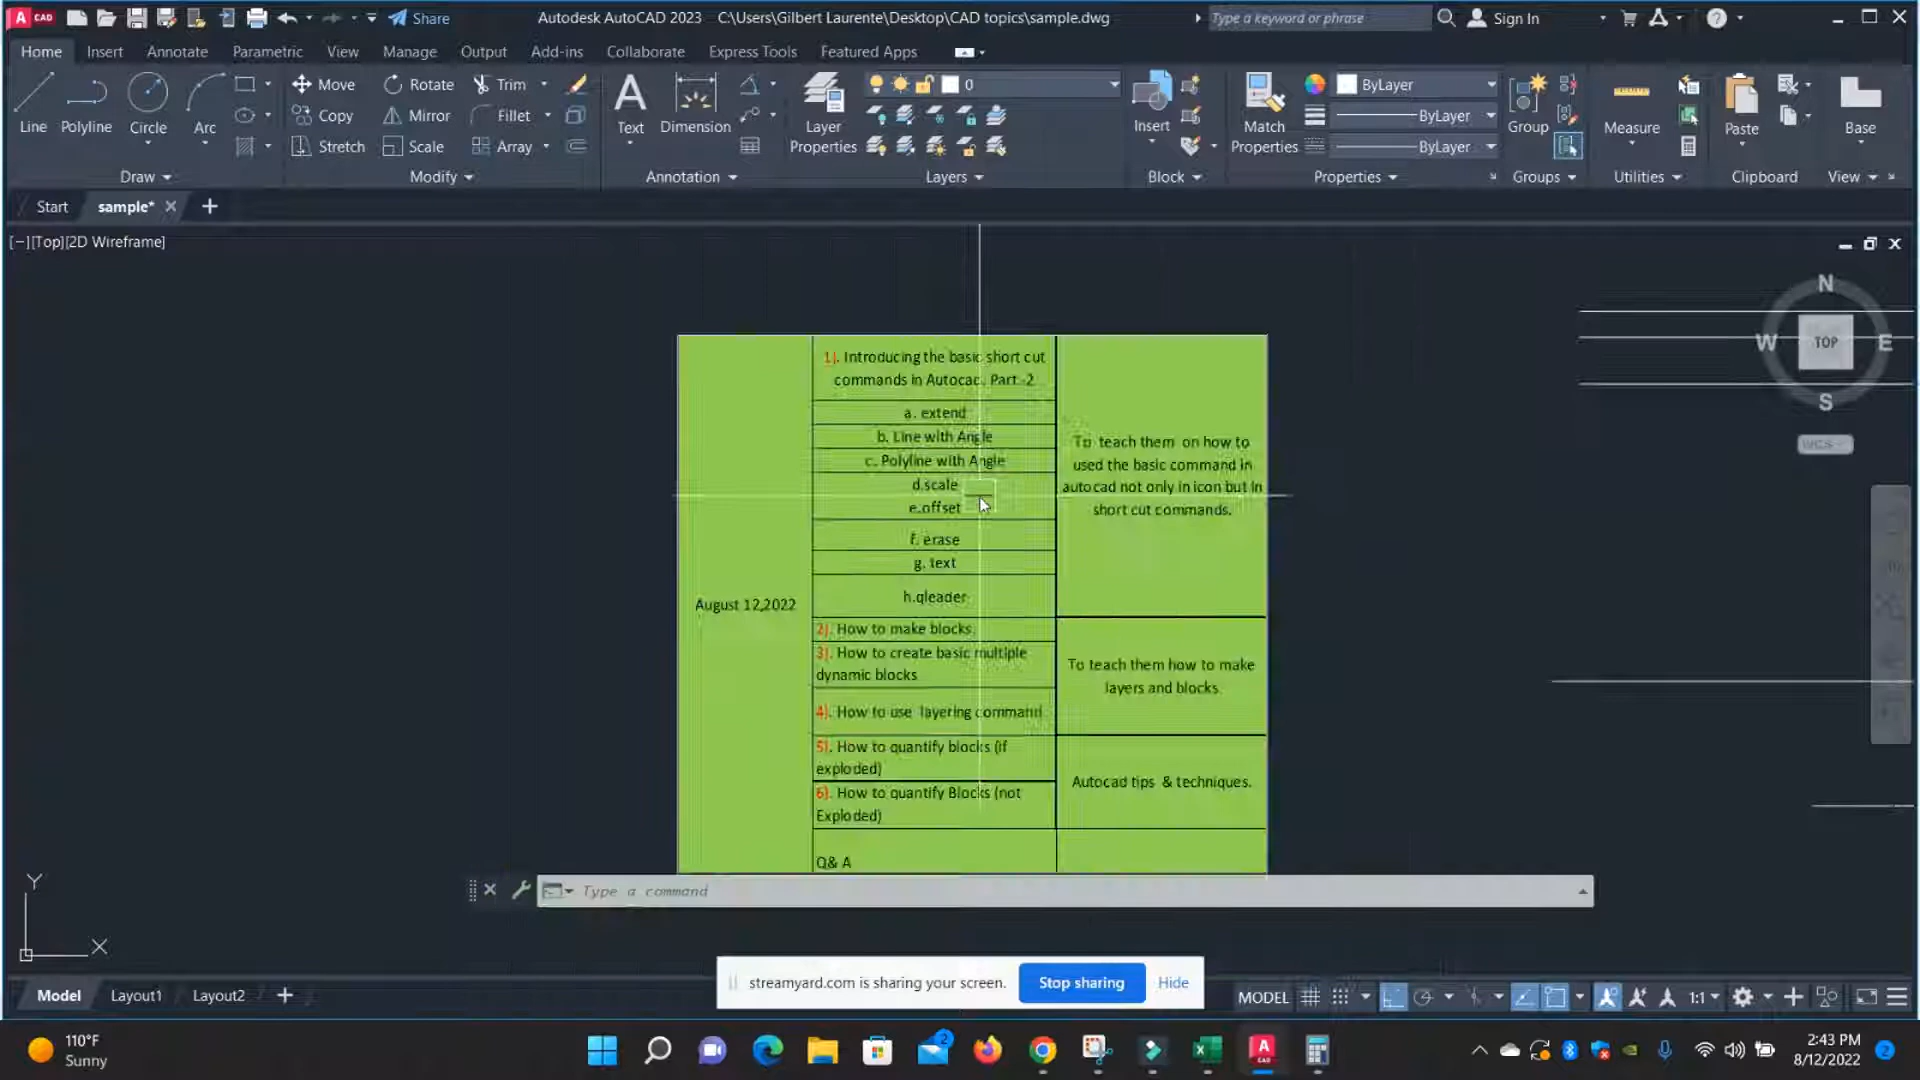 A CAD
Share
Autodesk AutoCAD 2023 C:\Users\Gilbert Laurente\Desktop\CAD topics\sample.dwg
Type a keyword or phrase
Sign In
Home Insert Annotate Parametric View Manage Output Add-ins Collaborate Express Tools Featured Apps
Line Polyline Circle Arc
Move Rotate Trim
Copy Mirror Fillet
Stretch Scale Array
Text Dimension
Layer Properties
0
Insert
Match Properties
ByLayer
ByLayer
ByLayer
Group
Measure
Paste
Base
Draw Modify Annotation Layers Block Properties Groups Utilities Clipboard View
Start sample* +
[−][Top][2D Wireframe]
N
W TOP E
S
WCS
August 12,2022
1). Introducing the basic short cut
commands in Autocad. Part-2
a. extend
b. Line with Angle
c. Polyline with Angle
d.scale
e.offset
f. erase
g. text
h.qleader
2). How to make blocks.
3). How to create basic multiple
dynamic blocks
4). How to use layering command
5). How to quantify blocks (if
exploded)
6). How to quantify Blocks (not
Exploded)
Q& A
To teach them on how to
used the basic command in
autocad not only in icon but in
short cut commands.
To teach them how to make
layers and blocks.
Autocad tips & techniques.
Type a command
Y
X
streamyard.com is sharing your screen. Stop sharing Hide
Model Layout1 Layout2 +
MODEL 1:1
110°F
Sunny
2
A CAD
2:43 PM
8/12/2022
2